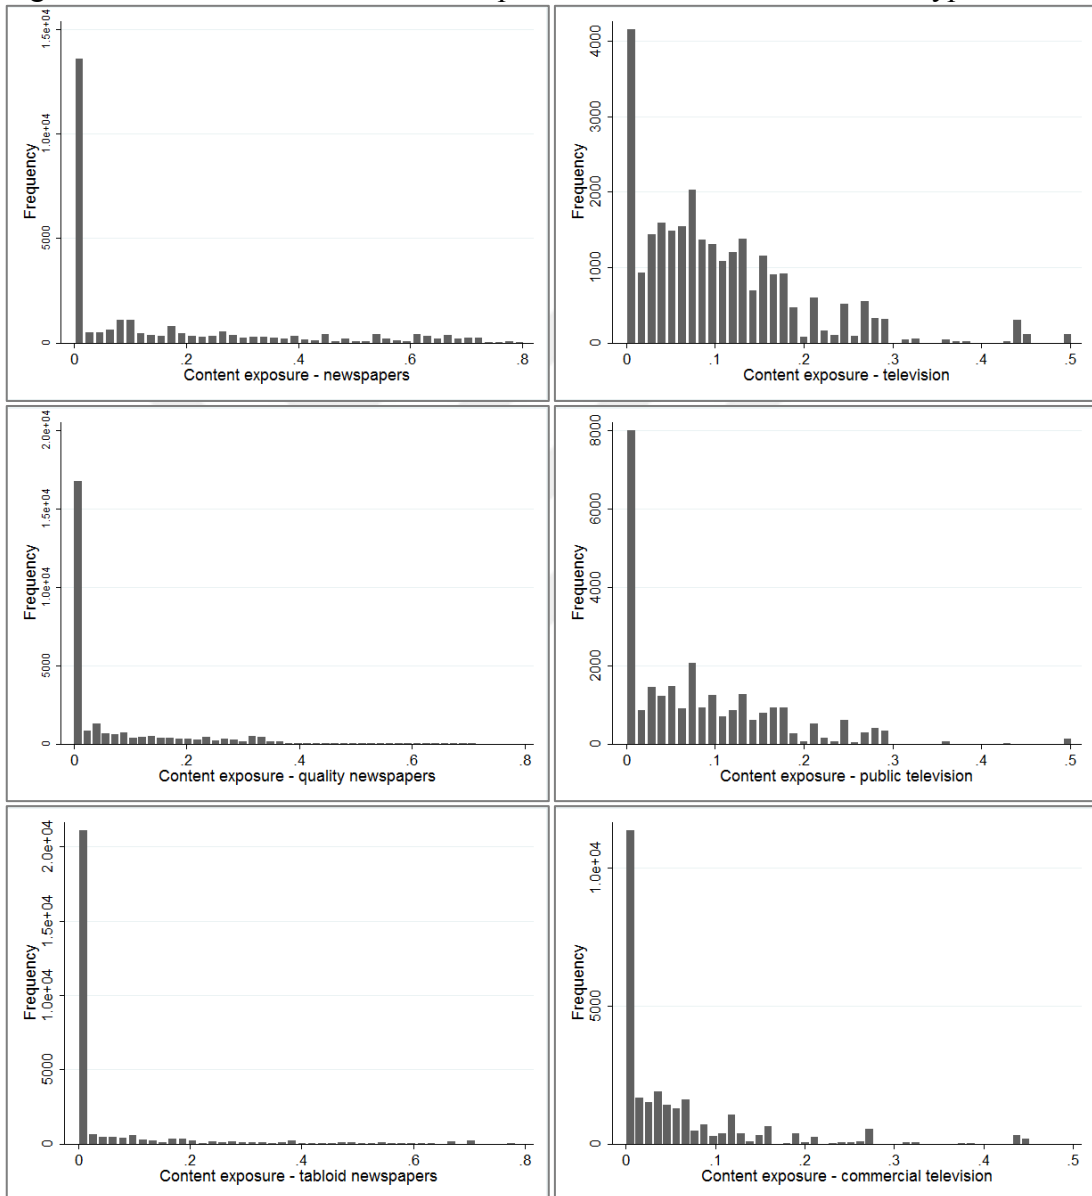 1.5e+04
1.0e+04
5000
0
Frequency
0 .2 .4 .6 .8
Content exposure - newspapers
4000
3000
2000
1000
0
Frequency
0 .1 .2 .3 .4 .5
Content exposure - television
2.0e+04
1.5e+04
1.0e+04
5000
0
Frequency
0 .2 .4 .6 .8
Content exposure - quality newspapers
8000
6000
4000
2000
0
Frequency
0 .1 .2 .3 .4 .5
Content exposure - public television
2.0e+04
1.5e+04
1.0e+04
5000
0
Frequency
0 .2 .4 .6 .8
Content exposure - tabloid newspapers
1.0e+04
5000
0
Frequency
0 .1 .2 .3 .4 .5
Content exposure - commercial television